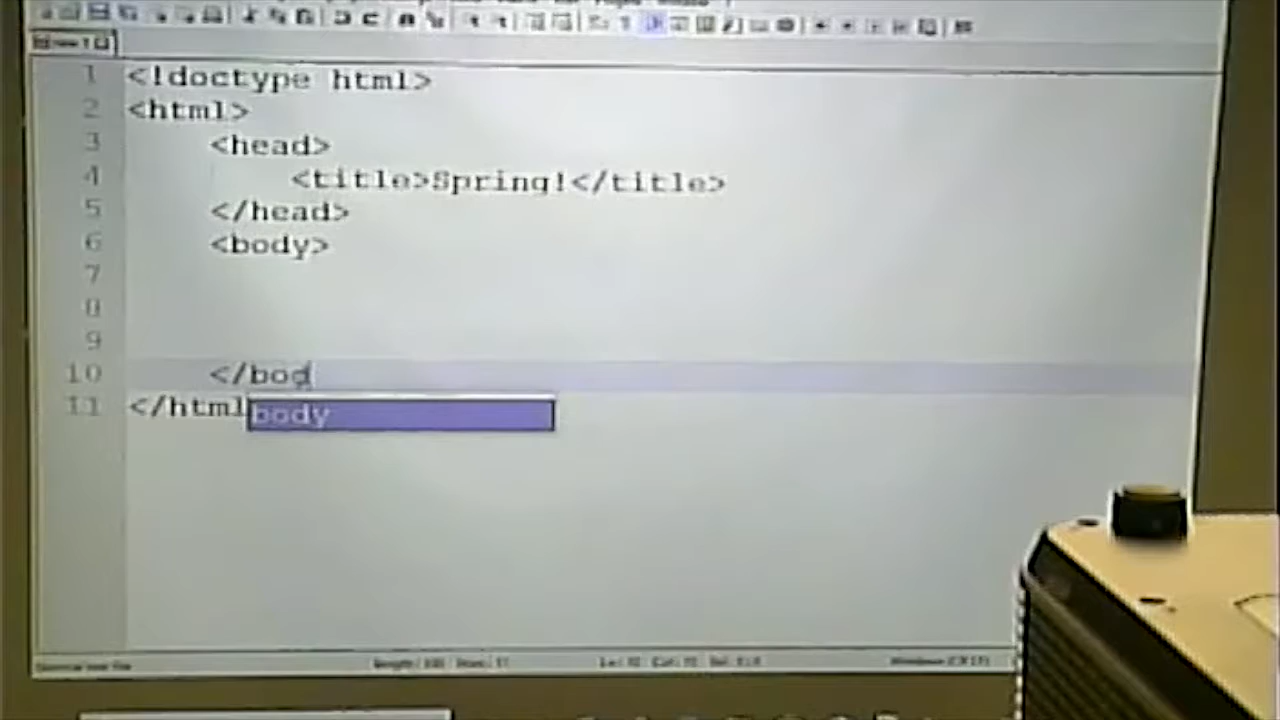 1 <!doctype html>
2 <html>
3 <head>
4 <title>Spring!</title>
5 </head>
6 <body>
7
8
9
10 </bod
11 </html
body